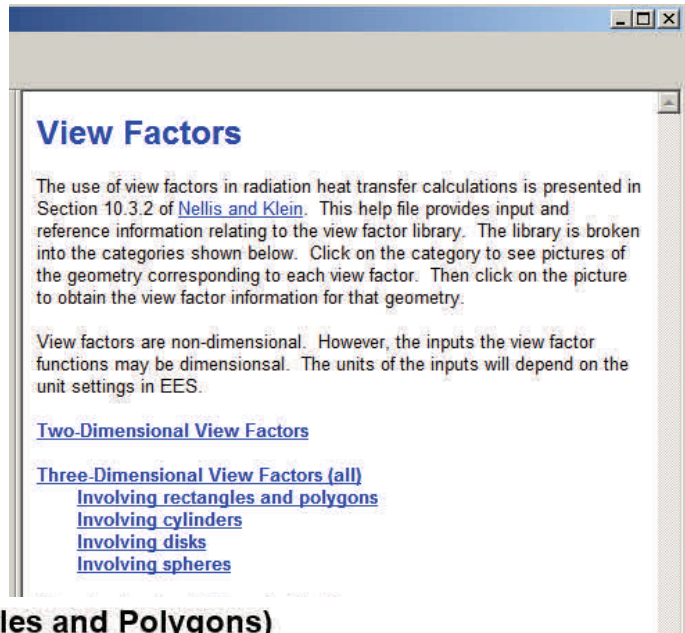 View Factors
The use of view factors in radiation heat transfer calculations is presented in
Section 10.3.2 of Nellis and Klein. This help file provides input and
reference information relating to the view factor library. The library is broken
into the categories shown below. Click on the category to see pictures of
the geometry corresponding to each view factor. Then click on the picture
to obtain the view factor information for that geometry.
View factors are non-dimensional. However, the inputs the view factor
functions may be dimensionsal. The units of the inputs will depend on the
unit settings in EES.
Two-Dimensional View Factors
Three-Dimensional View Factors (all)
Involving rectangles and polygons
Involving cylinders
Involving disks
Involving spheres
les and Polygons)